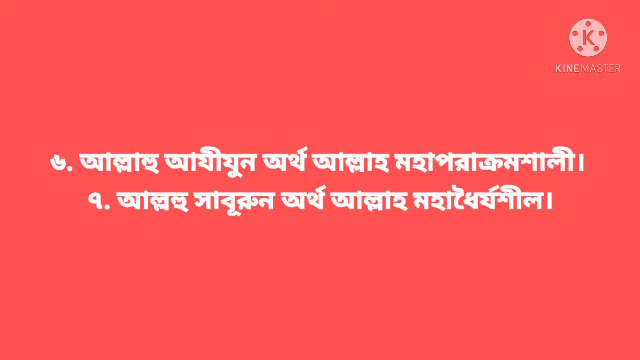 K
KINEMASTER
৬. আল্লাহু আযীযুন অর্থ আল্লাহ মহাপরাক্রমশালী।
৭. আল্লহু সাবূরুন অর্থ আল্লাহ মহাধৈর্যশীল।